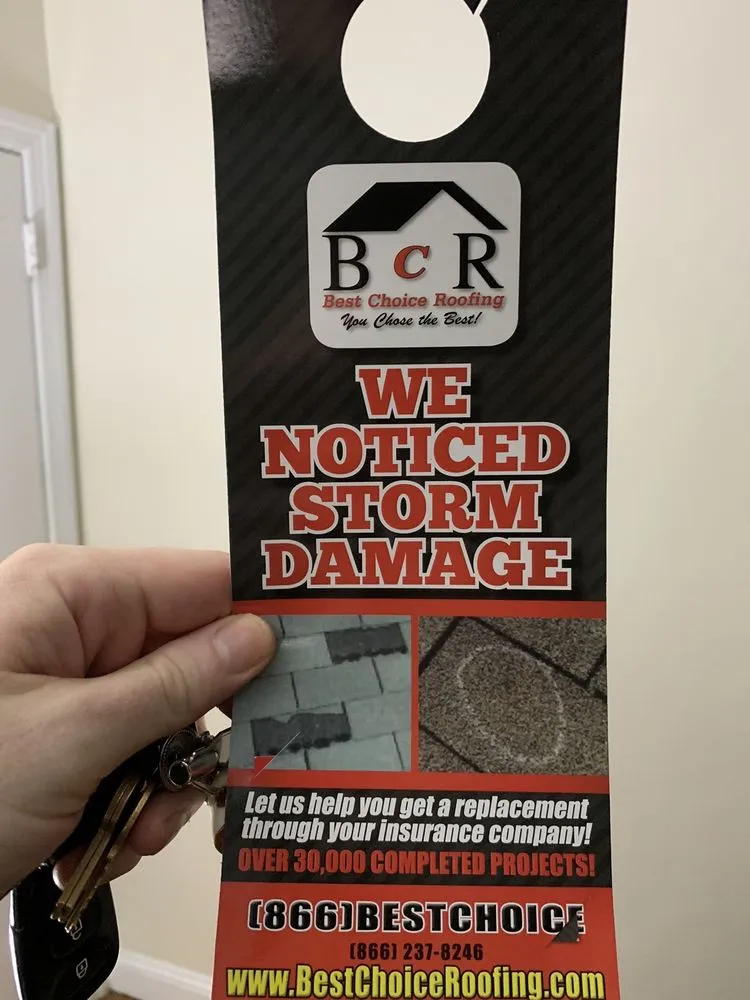 B C R
Best Choice Roofing
You Chose the Best!
WE
NOTICED
STORM
DAMAGE
Let us help you get a replacement
through your insurance company!
OVER 30,000 COMPLETED PROJECTS!
(866)BESTCHOICE
(866) 237-8246
www.BestChoiceRoofing.com